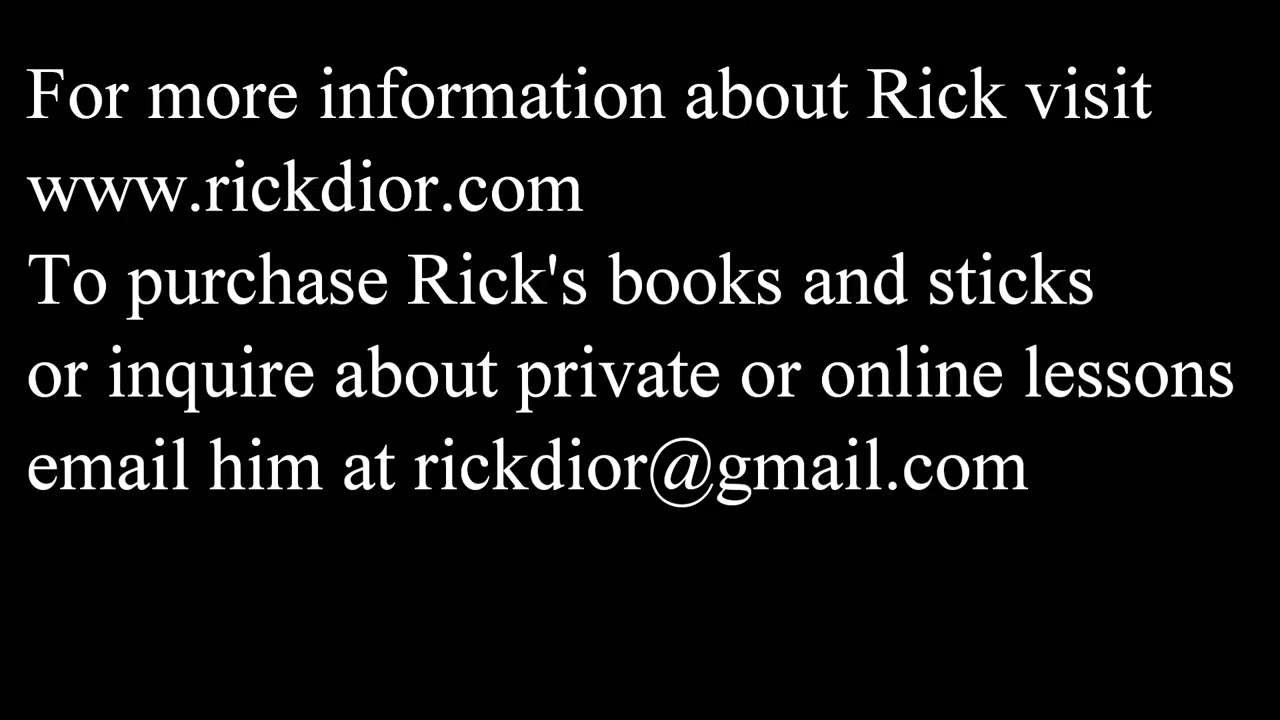 For more information about Rick visit
www.rickdior.com
To purchase Rick's books and sticks
or inquire about private or online lessons
email him at rickdior@gmail.com